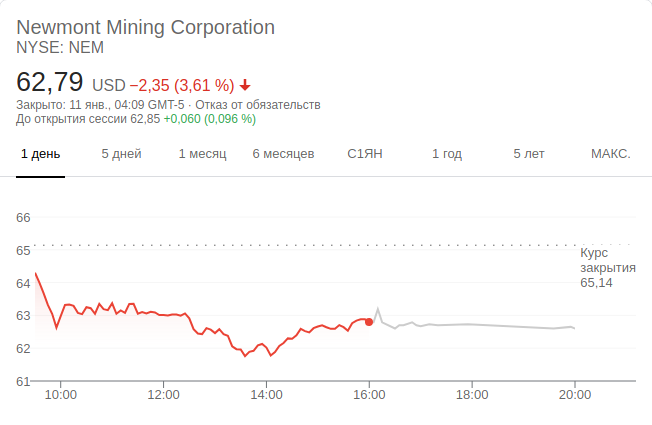 Newmont Mining Corporation
NYSE: NEM
62,79 USD −2,35 (3,61 %)
Закрыто: 11 янв., 04:09 GMT-5 · Отказ от обязательств
До открытия сессии 62,85 +0,060 (0,096 %)
1 день 5 дней 1 месяц 6 месяцев С1ЯН 1 год 5 лет МАКС.
66
65
64
63
62
61
Курс
закрытия
65,14
10:00 12:00 14:00 16:00 18:00 20:00